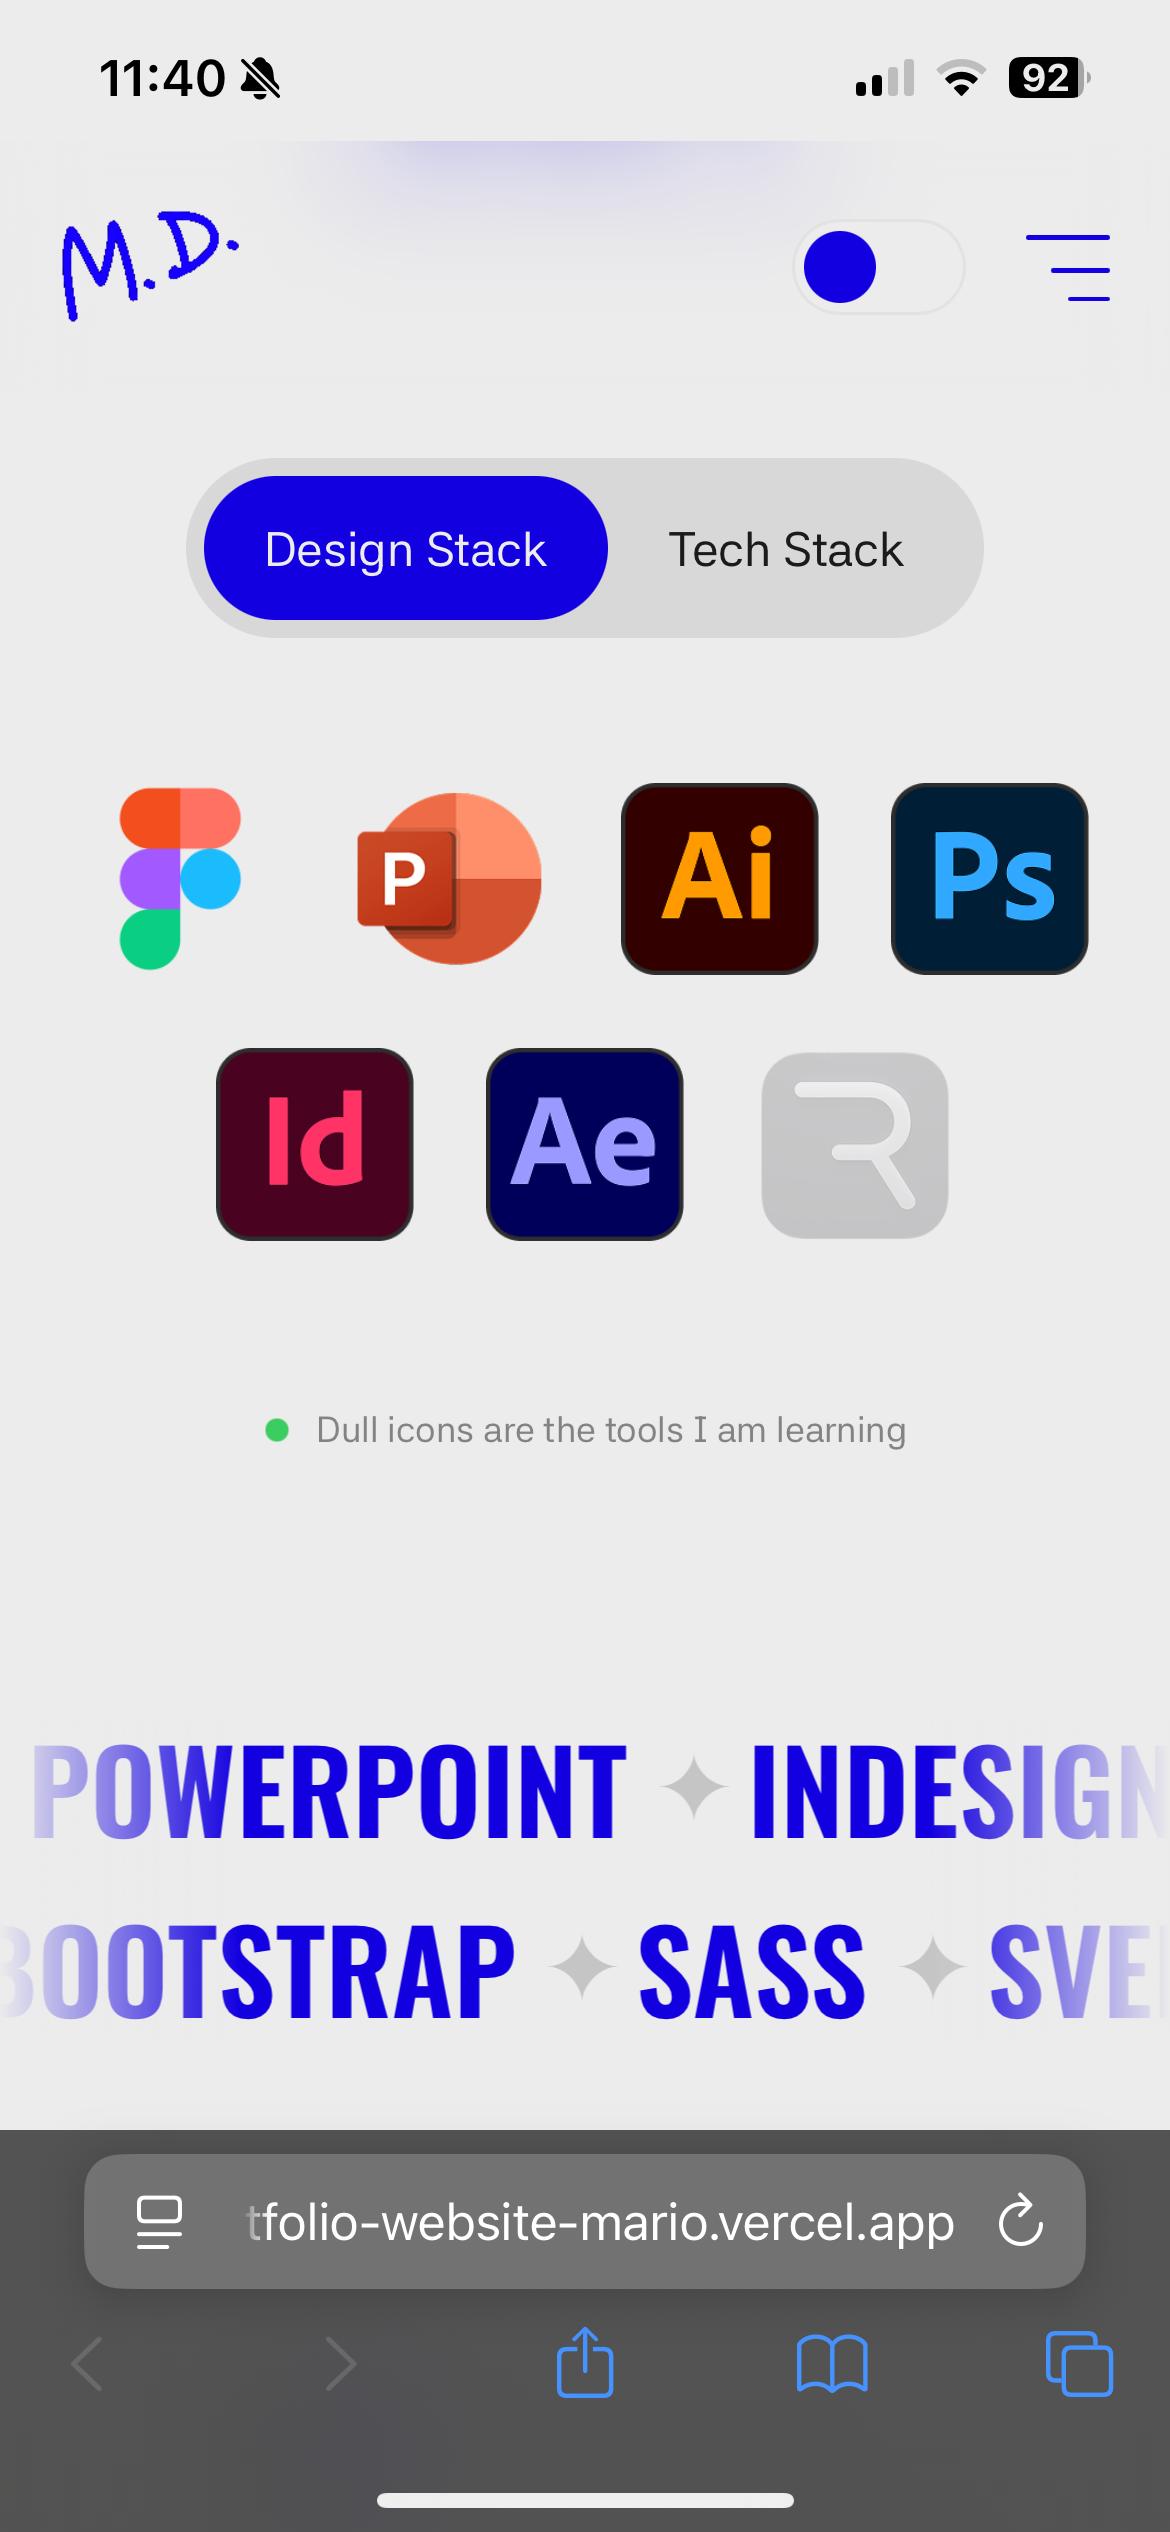 11:40
92
M.D.
Design Stack
Tech Stack
P
Ai
Ps
Id
Ae
R
Dull icons are the tools I am learning
POWERPOINT ✦ INDESIGN
BOOTSTRAP ✦ SASS ✦ SVE
tfolio-website-mario.vercel.app